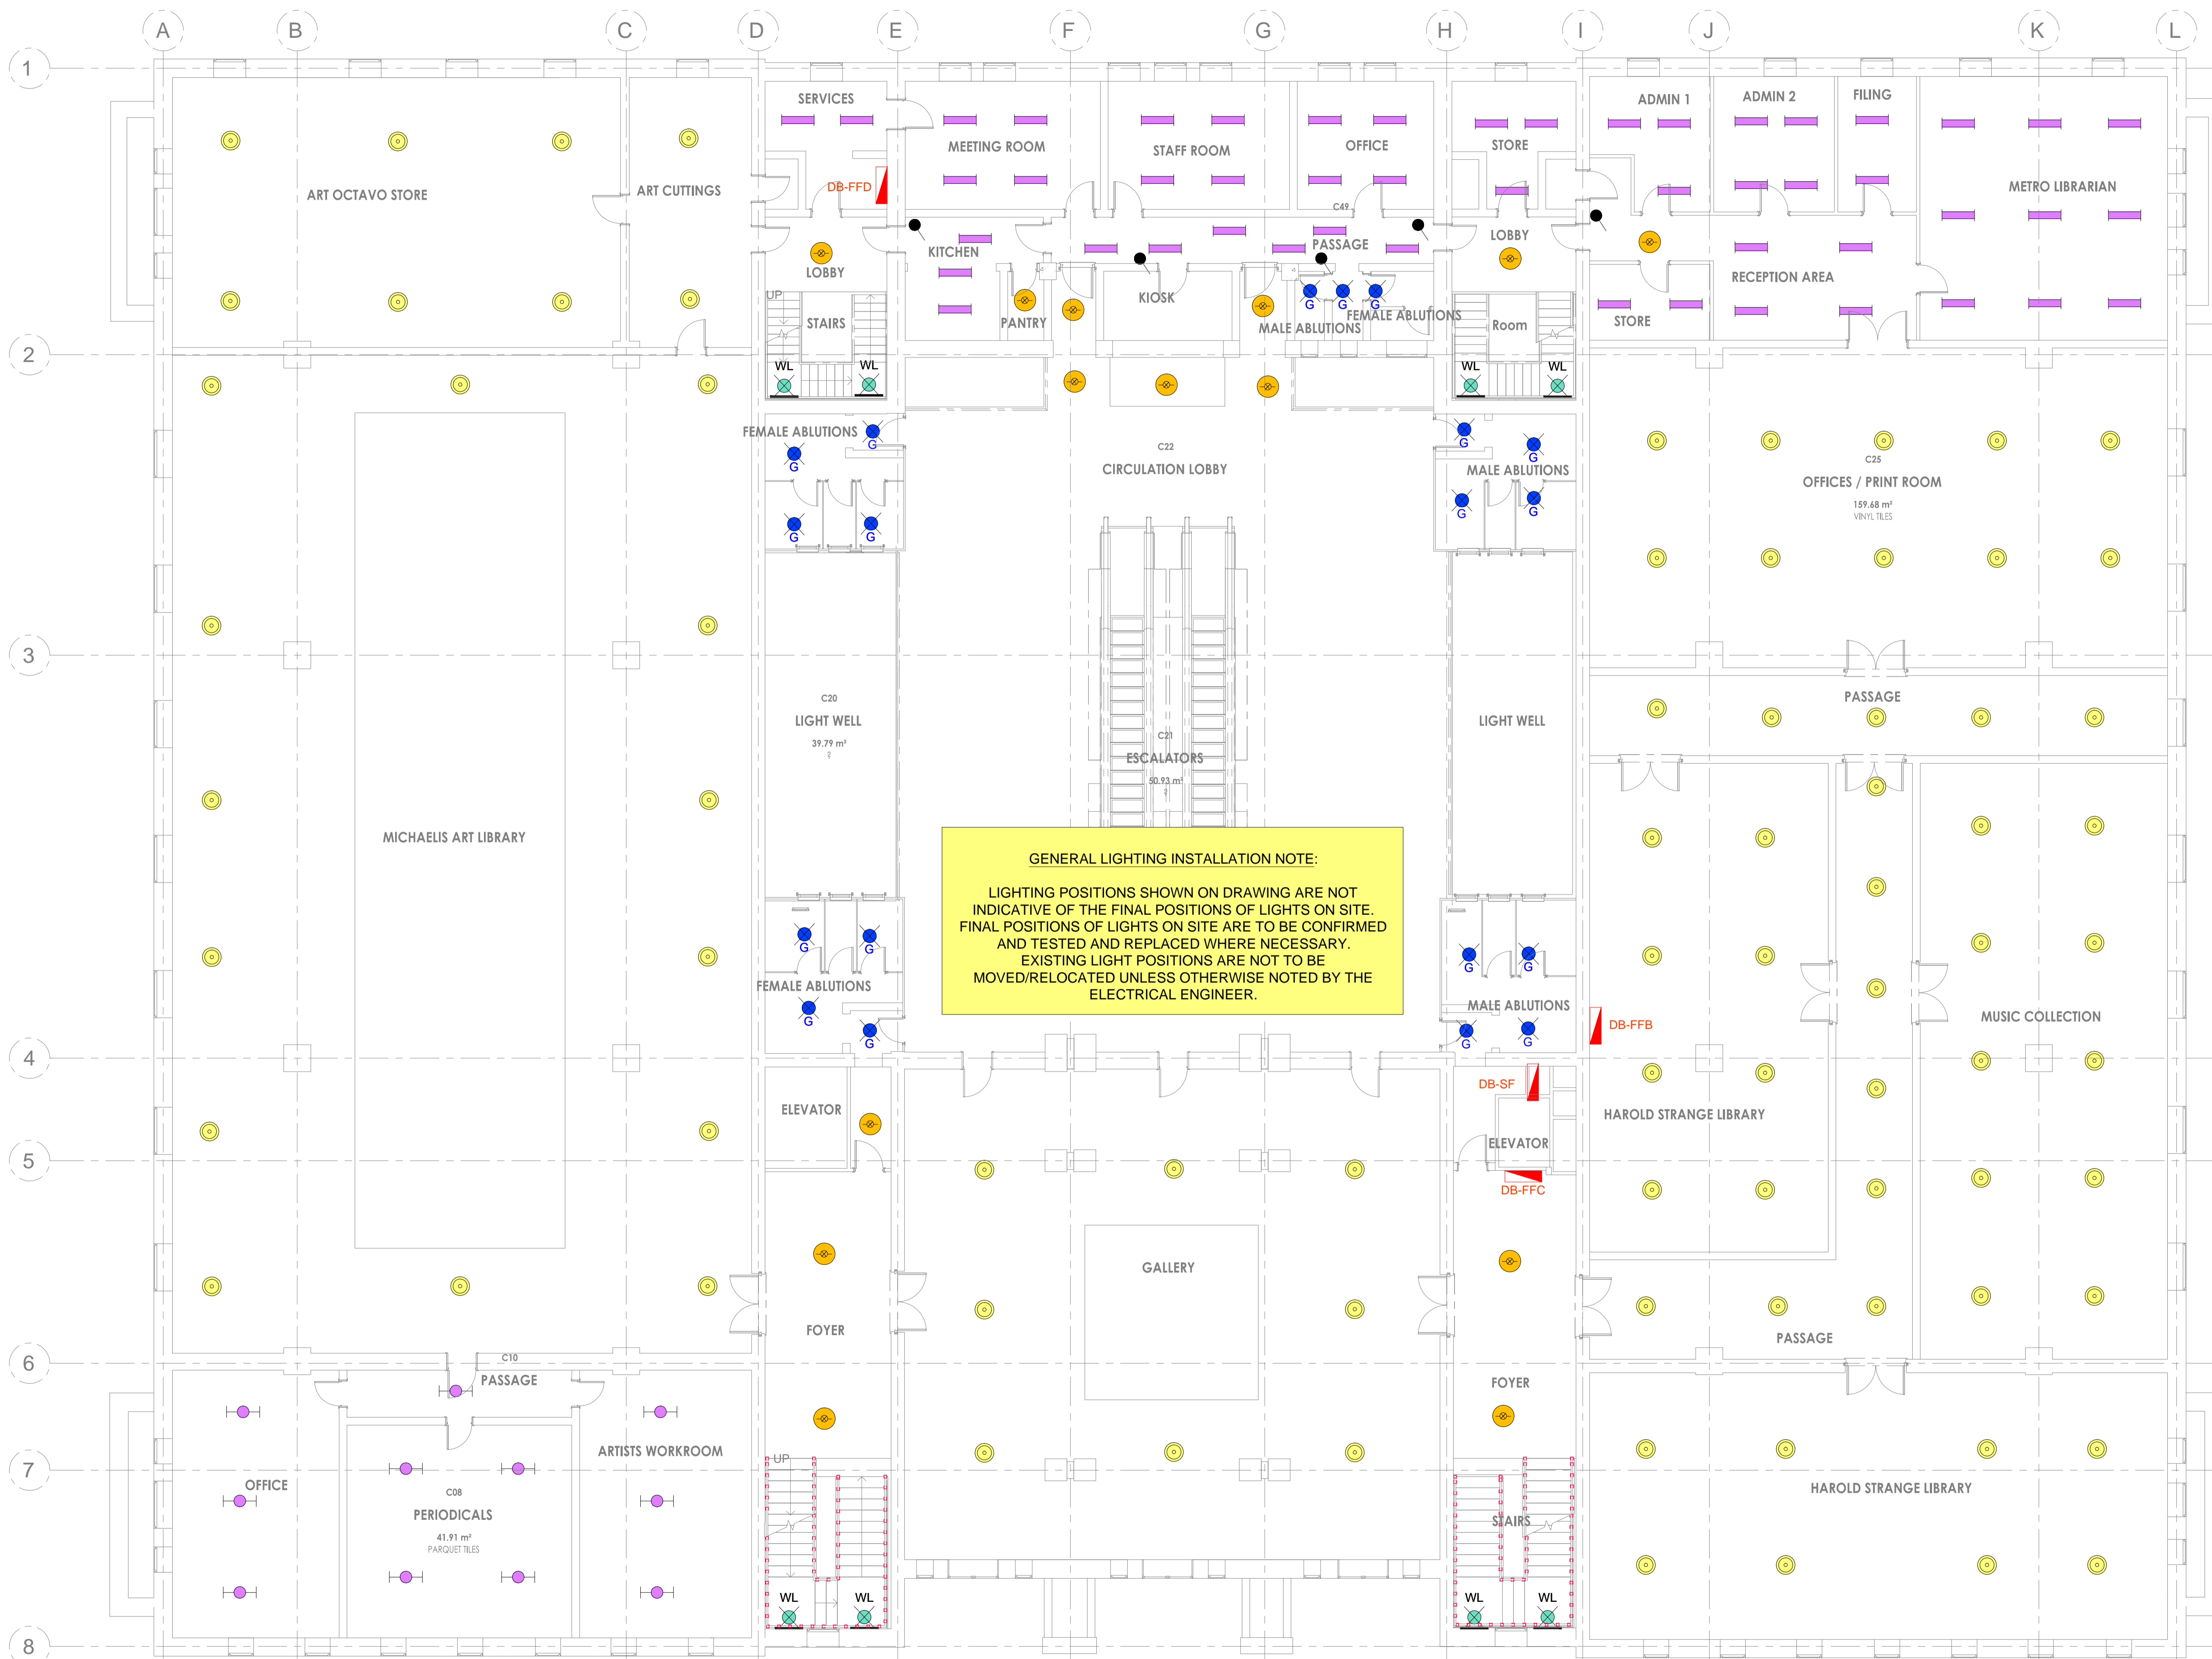 A B C D E F G H I J K L
1
SERVICES
ADMIN 1
ADMIN 2
FILING
MEETING ROOM
STAFF ROOM
OFFICE
STORE
ART OCTAVO STORE
ART CUTTINGS
DB-FFD
METRO LIBRARIAN
C49
KITCHEN
PASSAGE
LOBBY
LOBBY
RECEPTION AREA
UP
KIOSK
G G G
STAIRS
PANTRY
MALE ABLUTIONS
FEMALE ABLUTIONS
Room
STORE
2
WL WL
WL WL
FEMALE ABLUTIONS
G
G
G G
C22
CIRCULATION LOBBY
G
G
MALE ABLUTIONS
G G
C25
OFFICES / PRINT ROOM
159.68 m²
VINYL TILES
3
PASSAGE
C20
LIGHT WELL
39.79 m²
?
LIGHT WELL
C21
ESCALATORS
50.93 m²
?
MICHAELIS ART LIBRARY
GENERAL LIGHTING INSTALLATION NOTE:
LIGHTING POSITIONS SHOWN ON DRAWING ARE NOT
INDICATIVE OF THE FINAL POSITIONS OF LIGHTS ON SITE.
FINAL POSITIONS OF LIGHTS ON SITE ARE TO BE CONFIRMED
AND TESTED AND REPLACED WHERE NECESSARY.
EXISTING LIGHT POSITIONS ARE NOT TO BE
MOVED/RELOCATED UNLESS OTHERWISE NOTED BY THE
ELECTRICAL ENGINEER.
G G
FEMALE ABLUTIONS
G
G
G G
MALE ABLUTIONS
G G
DB-FFB
MUSIC COLLECTION
4
DB-SF
ELEVATOR
HAROLD STRANGE LIBRARY
ELEVATOR
5
DB-FFC
GALLERY
FOYER
PASSAGE
6
C10
PASSAGE
FOYER
ARTISTS WORKROOM
UP
7
OFFICE
C08
PERIODICALS
41.91 m²
PARQUET TILES
HAROLD STRANGE LIBRARY
STAIRS
WL WL
WL WL
8